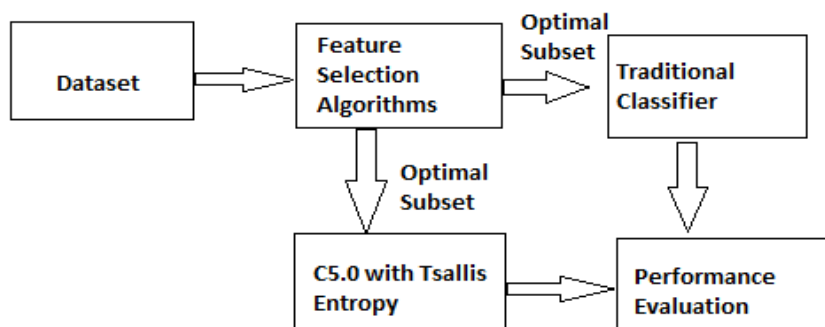 Dataset
Feature
Selection
Algorithms
Optimal
Subset
Traditional
Classifier
Optimal
Subset
C5.0 with Tsallis
Entropy
Performance
Evaluation